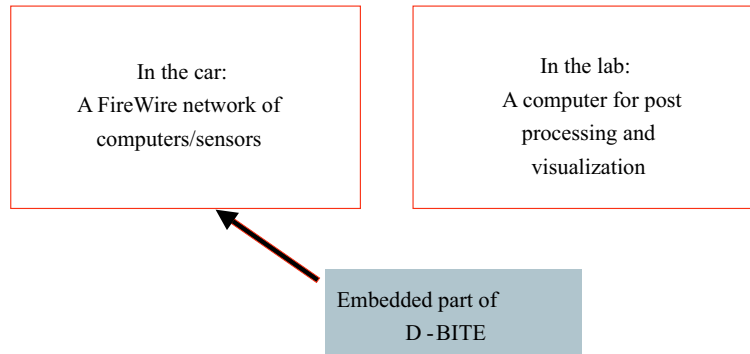 In the car:
A FireWire network of
computers/sensors
In the lab:
A computer for post
processing and
visualization
Embedded part of
D -BITE